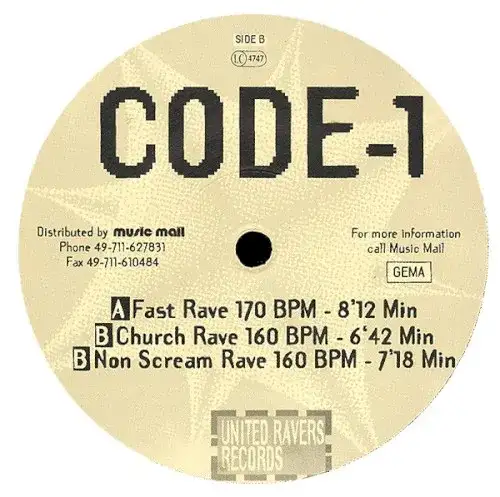 SIDE B
LC 4747
CODE-1
Distributed by music mail
Phone 49-711-627831
Fax 49-711-610484
For more information
call Music Mail
GEMA
A Fast Rave 170 BPM - 8'12 Min
B Church Rave 160 BPM - 6'42 Min
B Non Scream Rave 160 BPM - 7'18 Min
UNITED RAVERS
RECORDS